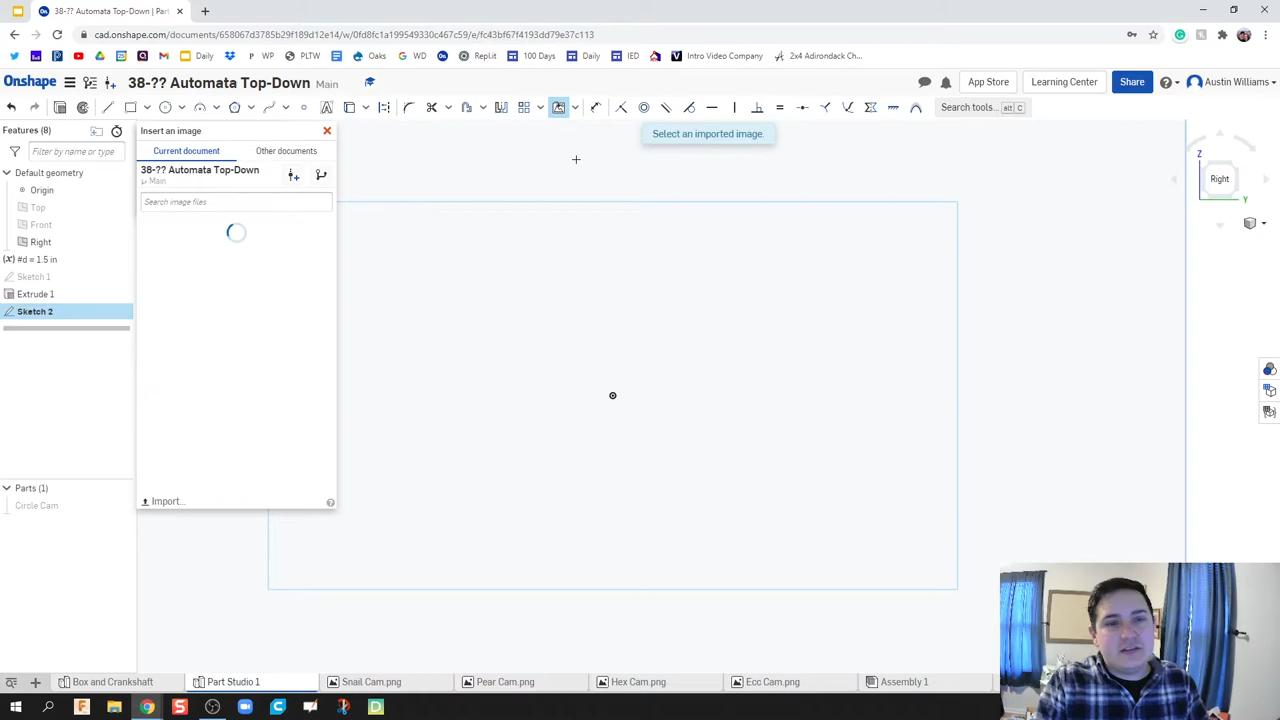 38-?? Automata Top-Down | Part
cad.onshape.com/documents/658067d3785b29f189d12e14/w/0fd8fc1a199549330c467c59/e/fc43bf67f4193dd79e37c113
Daily
WP
PLTW
Oaks
WD
Replit
100 Days
Daily
IED
Intro Video Company
2x4 Adirondack Ch...
Onshape
38-?? Automata Top-Down Main
App Store
Learning Center
Share
Austin Williams
Search tools... alt C
Features (8)
Insert an image
Select an imported image.
Filter by name or type
Current document
Other documents
Default geometry
38-?? Automata Top-Down
Main
Origin
Search image files
Top
Front
Right
(x) #d = 1.5 in
Sketch 1
Extrude 1
Sketch 2
Z
Right
Y
Parts (1)
Circle Cam
Import...
Box and Crankshaft
Part Studio 1
Snail Cam.png
Pear Cam.png
Hex Cam.png
Ecc Cam.png
Assembly 1